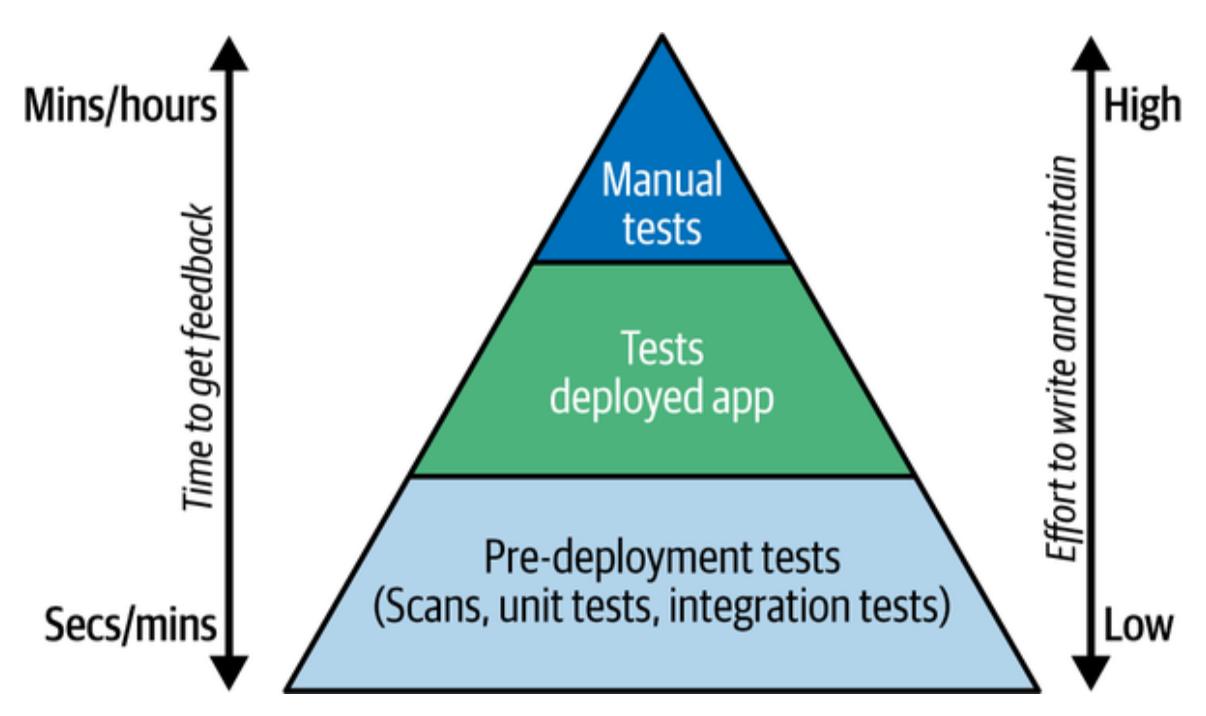 Mins/hours
Time to get feedback
Secs/mins
Manual
tests
Tests
deployed app
Pre-deployment tests
(Scans, unit tests, integration tests)
High
Effort to write and maintain
Low